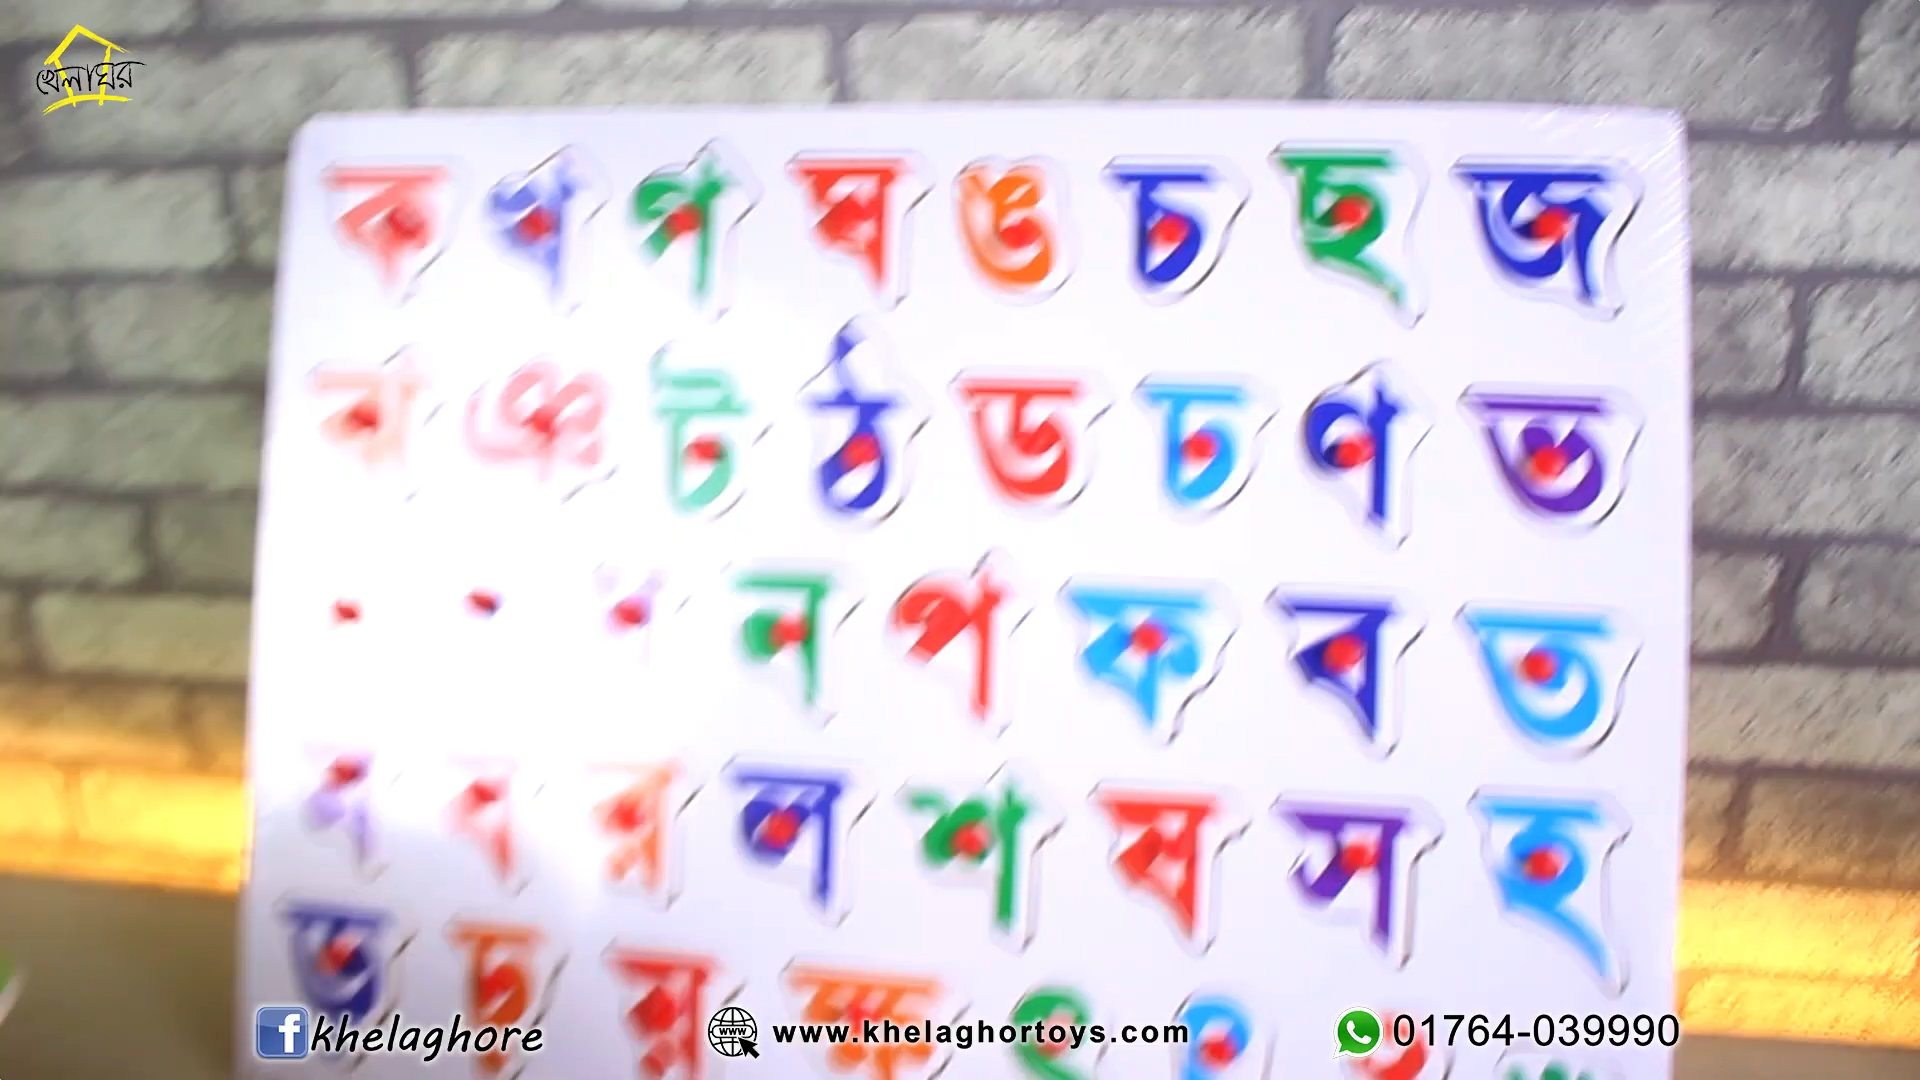 খেলাঘর
ক খ গ ঘ ঙ চ ছ জ
ঝ ঞ ট ঠ ড ঢ ণ ত
ন প ফ ব ভ
ম য র ল শ ষ স হ
ড় ঢ় য় ক্ষ ৎ
khelaghore
www.khelaghortoys.com
01764-039990